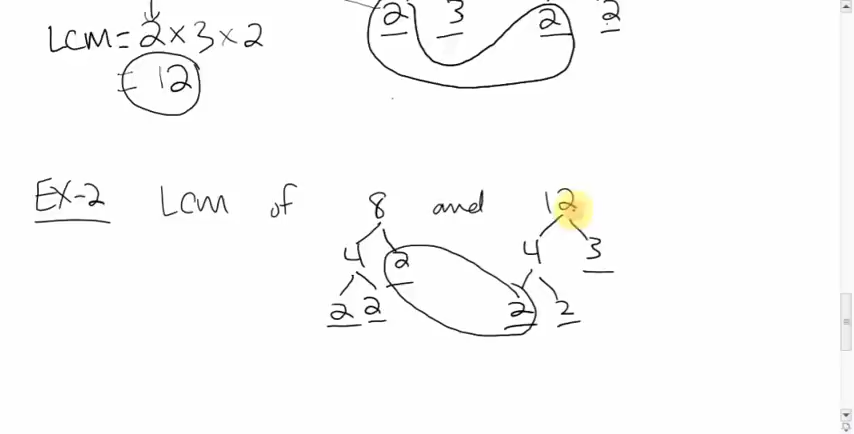 LCM = 2 × 3 × 2
= 12
2 3 2 2
EX-2 LCM of 8 and 12
4 2 4 3
2 2 2 2